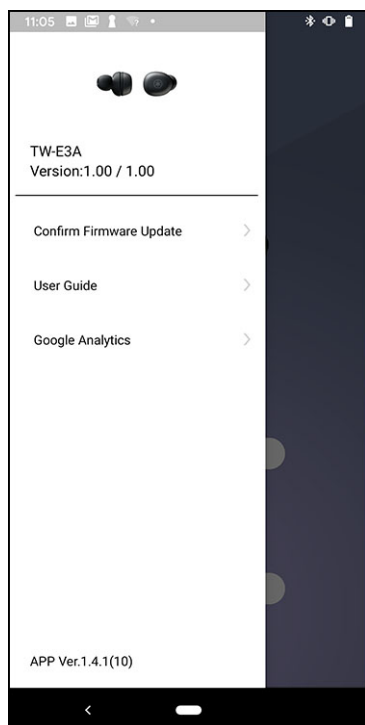 11:05
TW-E3A
Version:1.00 / 1.00
Confirm Firmware Update
User Guide
Google Analytics
APP Ver.1.4.1(10)